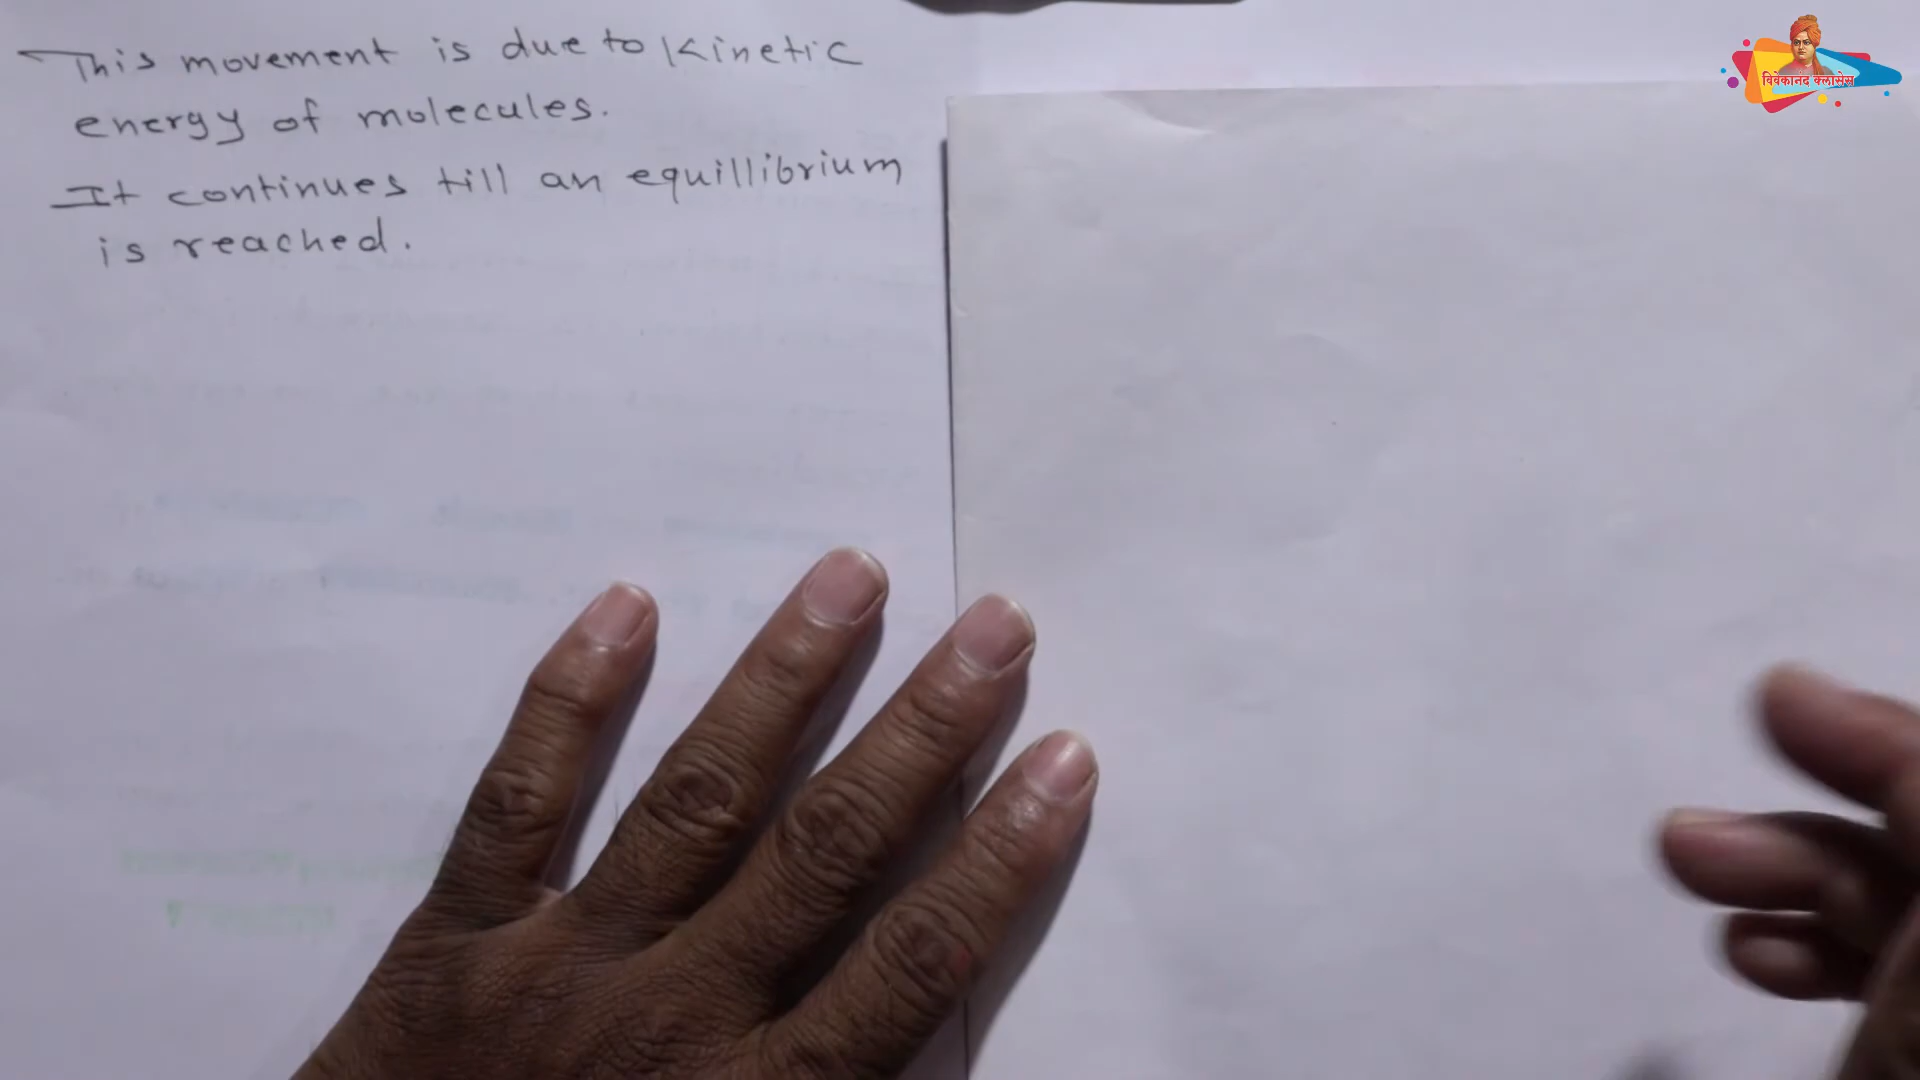 This movement is due to Kinetic
energy of molecules.
It continues till an equillibrium
is reached.
विवेकानंद क्लासेस